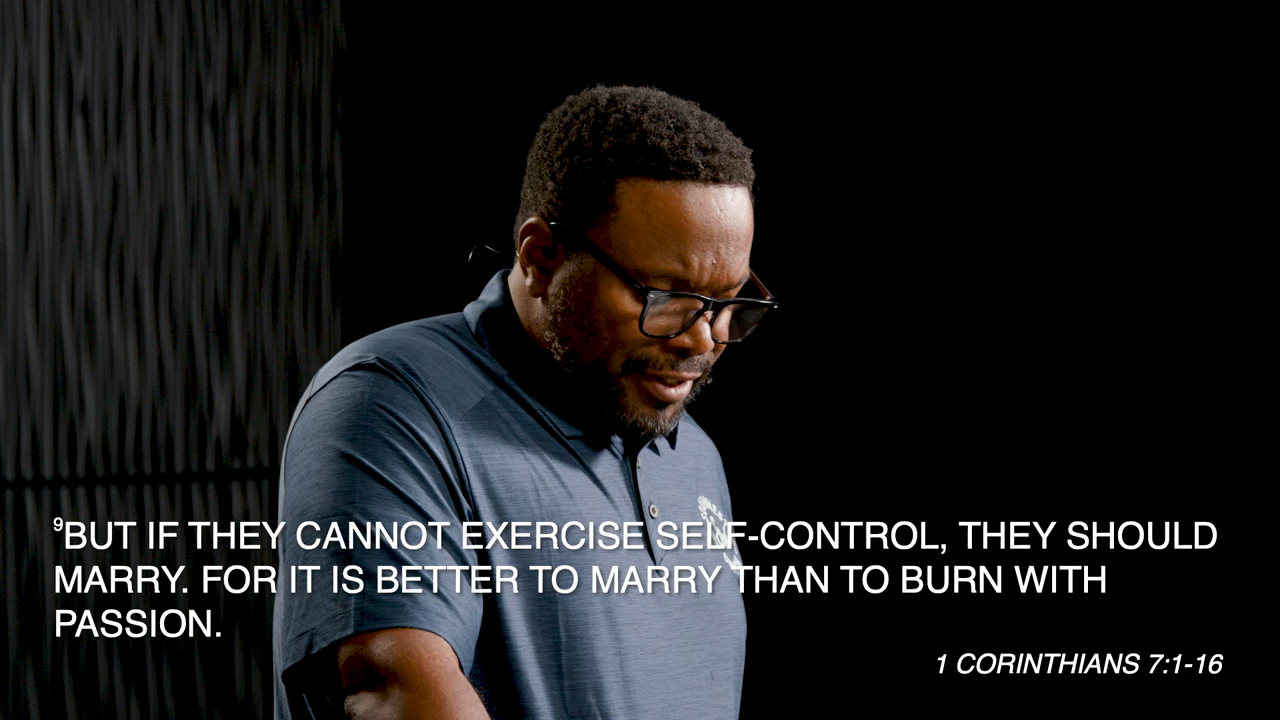 ⁹BUT IF THEY CANNOT EXERCISE SELF-CONTROL, THEY SHOULD
MARRY. FOR IT IS BETTER TO MARRY THAN TO BURN WITH
PASSION.
1 CORINTHIANS 7:1-16